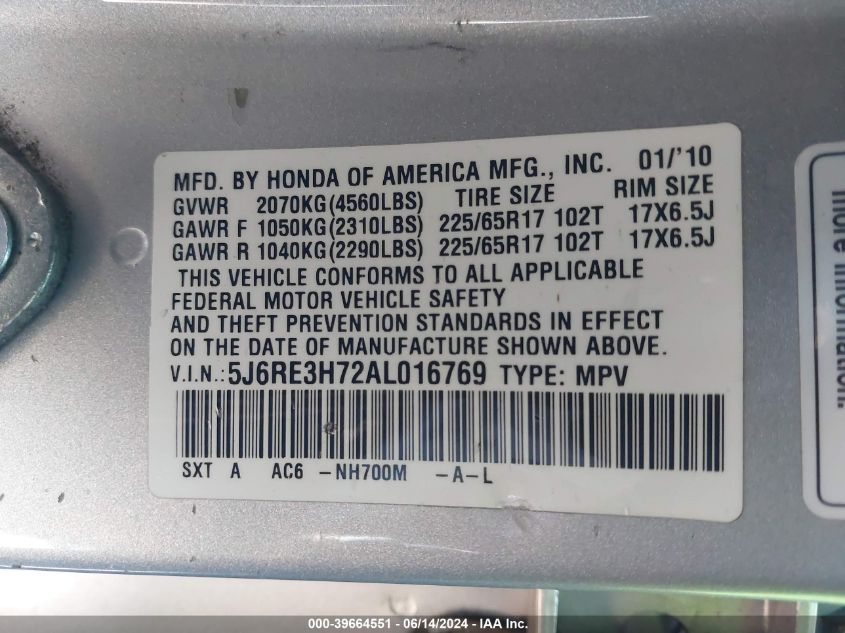 MFD. BY HONDA OF AMERICA MFG., INC. 01/'10
GVWR 2070KG(4560LBS) TIRE SIZE RIM SIZE
GAWR F 1050KG(2310LBS) 225/65R17 102T 17X6.5J
GAWR R 1040KG(2290LBS) 225/65R17 102T 17X6.5J
THIS VEHICLE CONFORMS TO ALL APPLICABLE
FEDERAL MOTOR VEHICLE SAFETY
AND THEFT PREVENTION STANDARDS IN EFFECT
ON THE DATE OF MANUFACTURE SHOWN ABOVE.
V.I.N.: 5J6RE3H72AL016769 TYPE: MPV
SXT A AC6 -NH700M -A-L
more information.
000-39664551 - 06/14/2024 - IAA Inc.